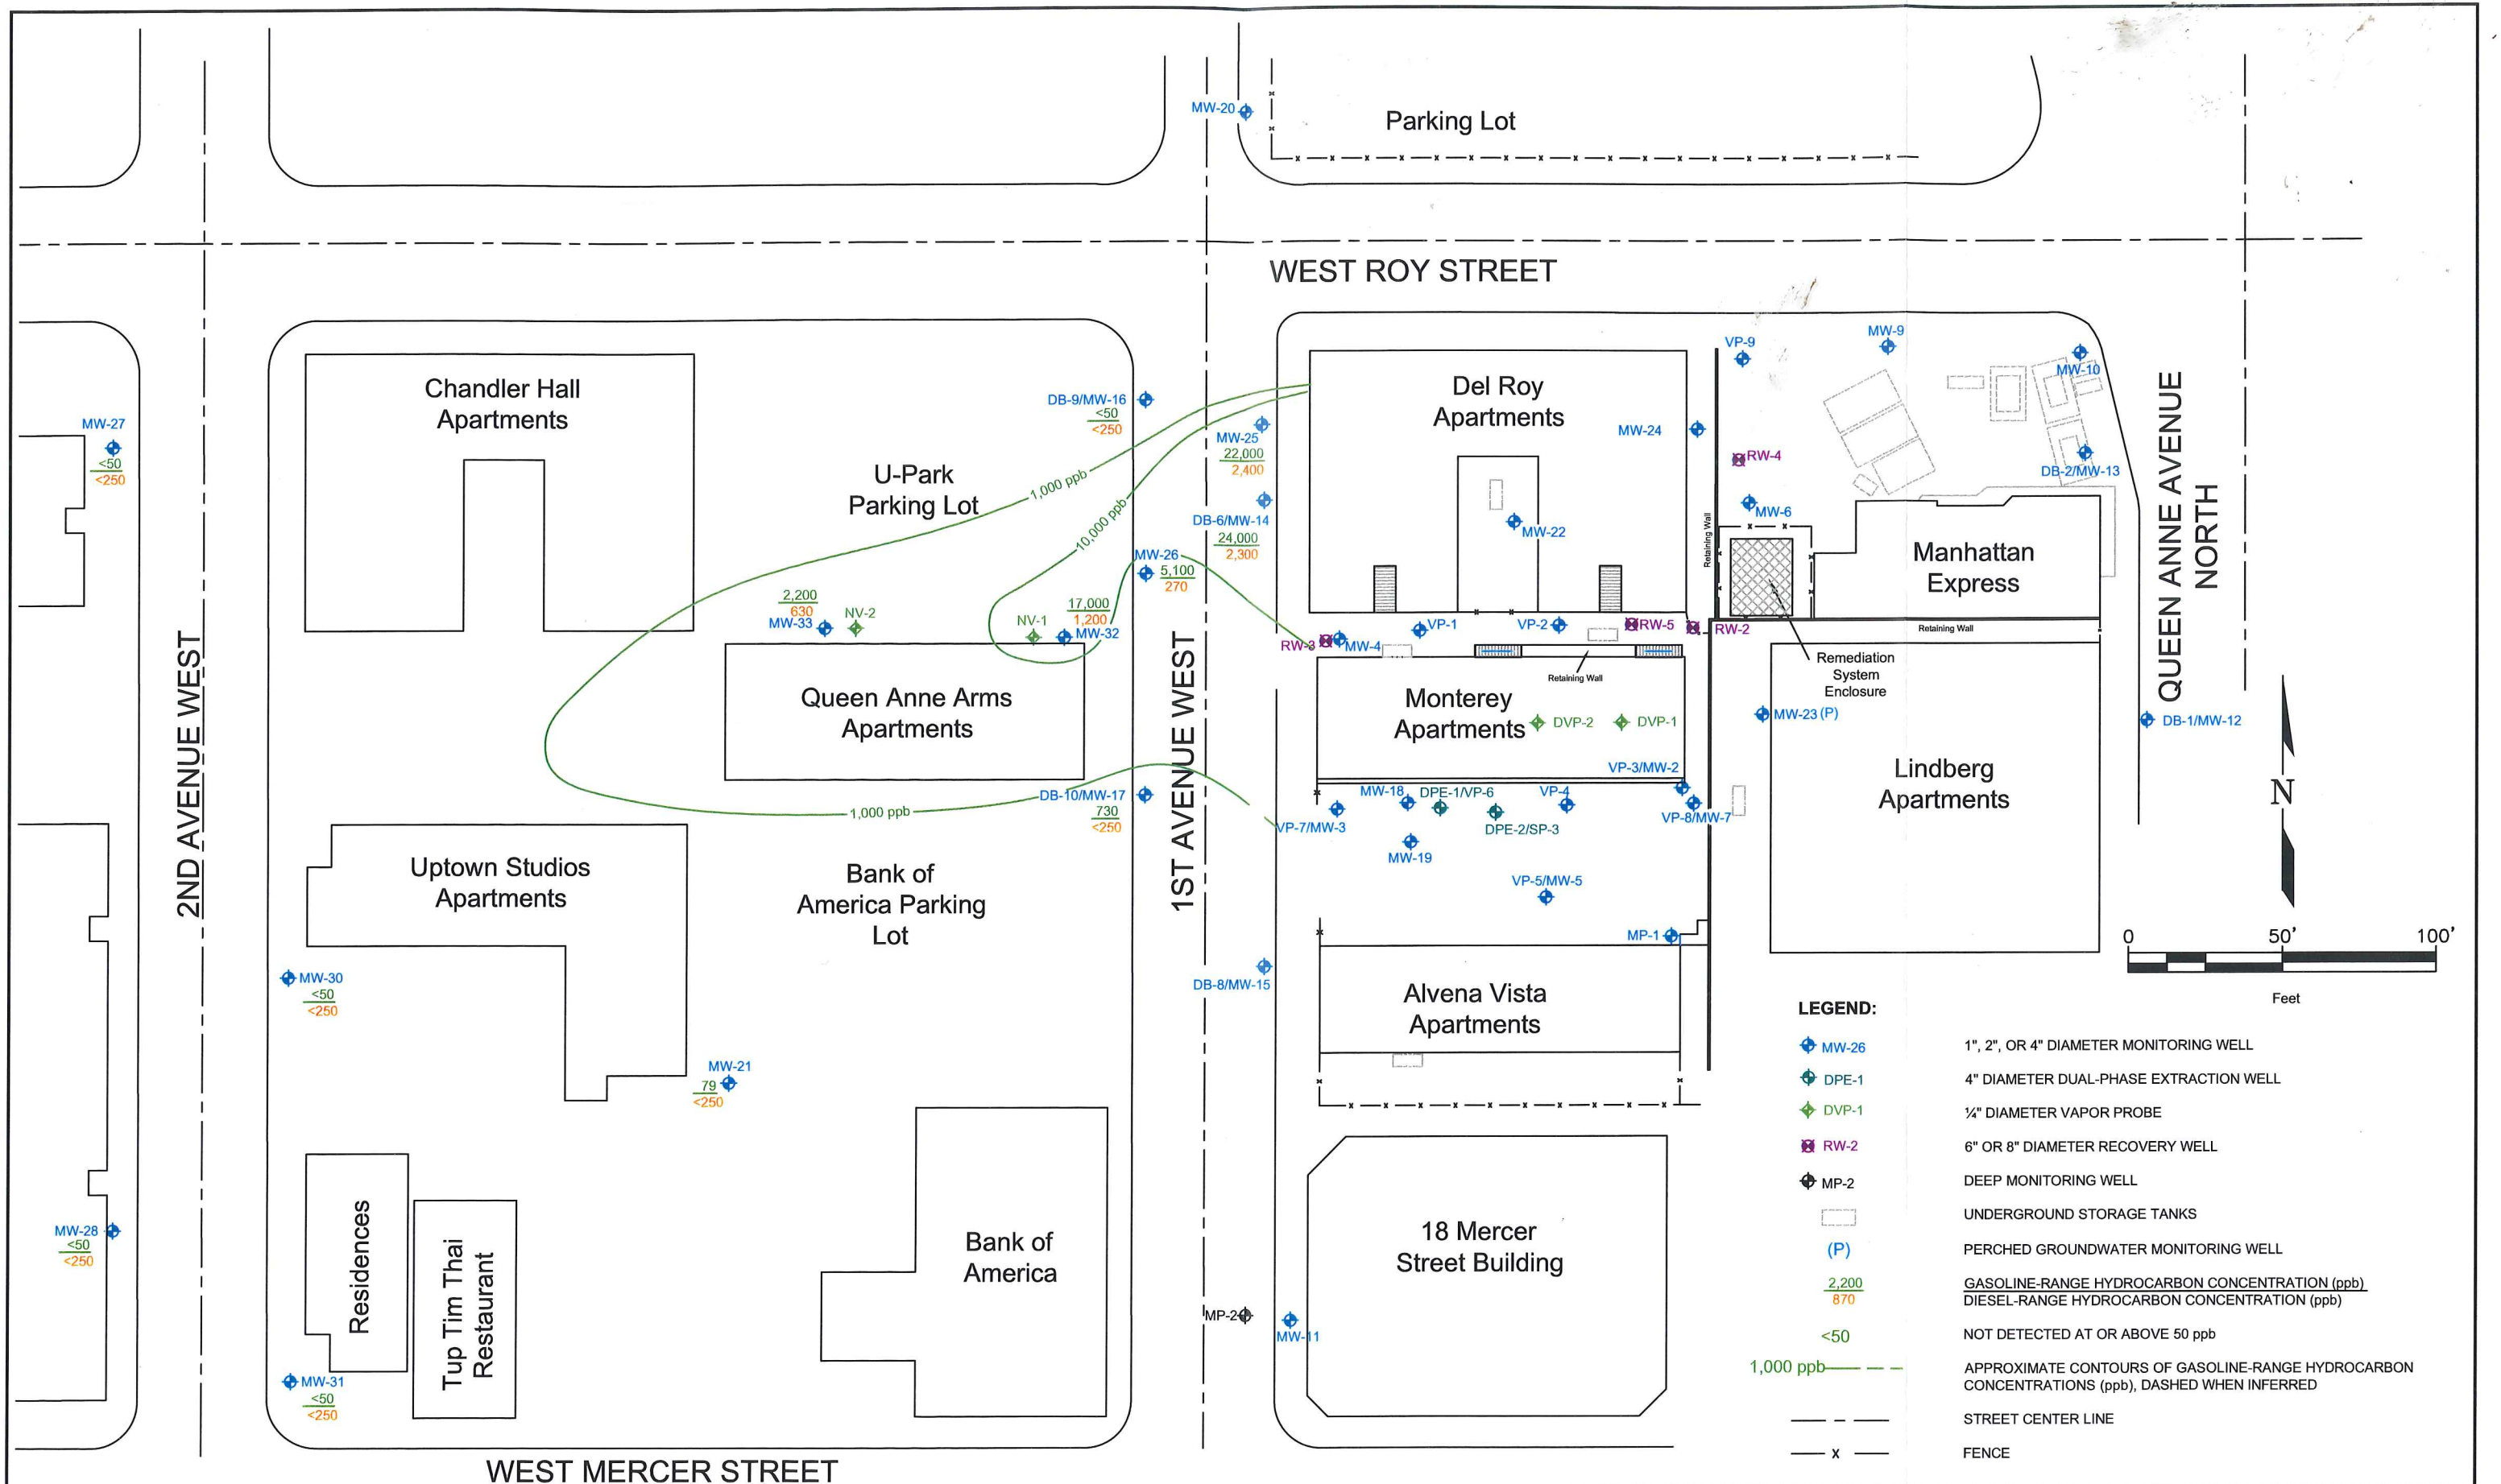 MW-20
Parking Lot
WEST ROY STREET
Chandler Hall
Apartments
MW-27
<50
<250
DB-9/MW-16
<50
<250
U-Park
Parking Lot
1,000 ppb
10,000 ppb
MW-25
22,000
2,400
DB-6/MW-14
24,000
2,300
MW-26
5,100
270
2,200
630
MW-33
NV-2
NV-1
17,000
1,200
MW-32
Del Roy
Apartments
MW-24
MW-22
VP-9
MW-9
MW-10
RW-4
DB-2/MW-13
MW-6
Retaining Wall
Manhattan
Express
QUEEN ANNE AVENUE
NORTH
VP-1
VP-2
RW-5
RW-2
RW-3
MW-4
Retaining Wall
Retaining Wall
Remediation
System
Enclosure
Queen Anne Arms
Apartments
2ND AVENUE WEST
1ST AVENUE WEST
Monterey
Apartments
DVP-2
DVP-1
MW-23 (P)
DB-1/MW-12
VP-3/MW-2
Lindberg
Apartments
N
DB-10/MW-17
730
<250
1,000 ppb
MW-18
DPE-1/VP-6
VP-4
VP-7/MW-3
DPE-2/SP-3
VP-8/MW-7
MW-19
VP-5/MW-5
MP-1
Uptown Studios
Apartments
Bank of
America Parking
Lot
0 50' 100'
Feet
MW-30
<50
<250
DB-8/MW-15
Alvena Vista
Apartments
MW-21
79
<250
MW-28
<50
<250
Residences
Tup Tim Thai
Restaurant
Bank of
America
18 Mercer
Street Building
MP-2
MW-11
MW-31
<50
<250
WEST MERCER STREET
LEGEND:
MW-26 1", 2", OR 4" DIAMETER MONITORING WELL
DPE-1 4" DIAMETER DUAL-PHASE EXTRACTION WELL
DVP-1 ¼" DIAMETER VAPOR PROBE
RW-2 6" OR 8" DIAMETER RECOVERY WELL
MP-2 DEEP MONITORING WELL
UNDERGROUND STORAGE TANKS
(P) PERCHED GROUNDWATER MONITORING WELL
2,200 GASOLINE-RANGE HYDROCARBON CONCENTRATION (ppb)
870 DIESEL-RANGE HYDROCARBON CONCENTRATION (ppb)
<50 NOT DETECTED AT OR ABOVE 50 ppb
1,000 ppb APPROXIMATE CONTOURS OF GASOLINE-RANGE HYDROCARBON
CONCENTRATIONS (ppb), DASHED WHEN INFERRED
STREET CENTER LINE
x FENCE